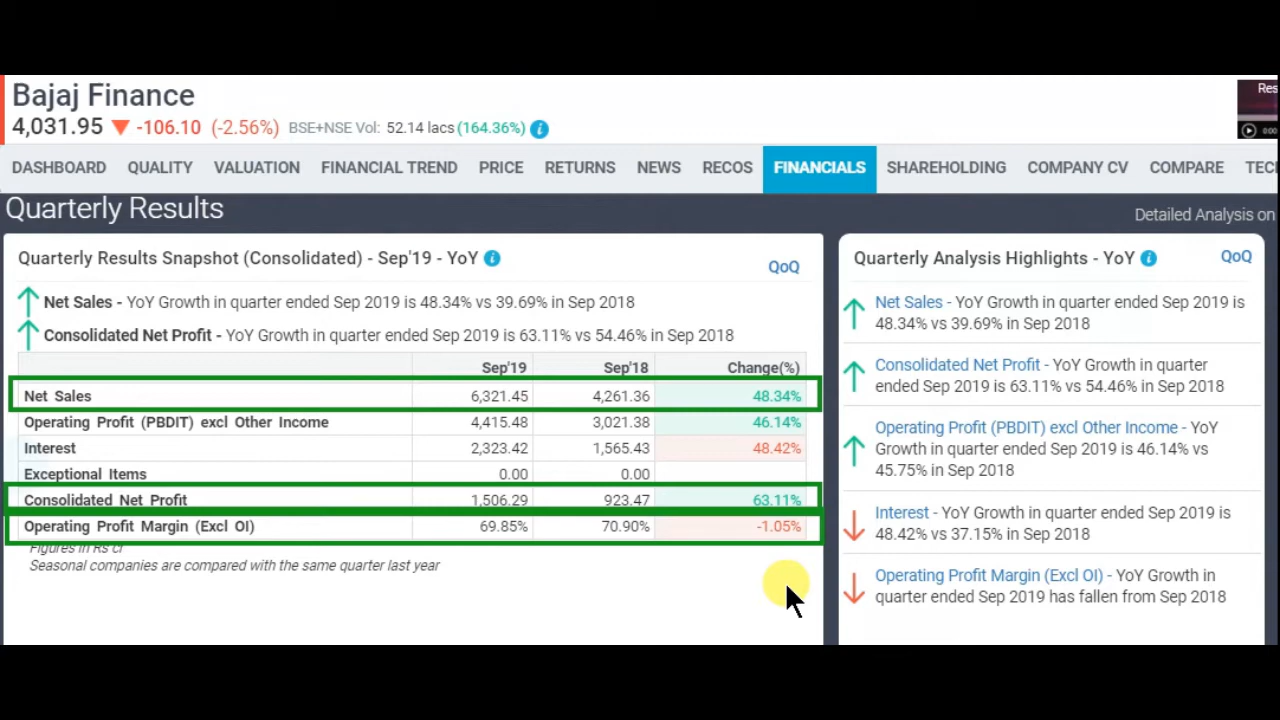 Bajaj Finance
4,031.95 ▼ -106.10 (-2.56%) BSE+NSE Vol: 52.14 lacs (164.36%) i
Res
0:00
DASHBOARD QUALITY VALUATION FINANCIAL TREND PRICE RETURNS NEWS RECOS FINANCIALS SHAREHOLDING COMPANY CV COMPARE TEC
Quarterly Results
Detailed Analysis on
Quarterly Results Snapshot (Consolidated) - Sep'19 - YoY i
QoQ
Net Sales - YoY Growth in quarter ended Sep 2019 is 48.34% vs 39.69% in Sep 2018
Consolidated Net Profit - YoY Growth in quarter ended Sep 2019 is 63.11% vs 54.46% in Sep 2018
Sep'19 Sep'18 Change(%)
Net Sales 6,321.45 4,261.36 48.34%
Operating Profit (PBDIT) excl Other Income 4,415.48 3,021.38 46.14%
Interest 2,323.42 1,565.43 48.42%
Exceptional Items 0.00 0.00
Consolidated Net Profit 1,506.29 923.47 63.11%
Operating Profit Margin (Excl OI) 69.85% 70.90% -1.05%
Figures in Rs cr
Seasonal companies are compared with the same quarter last year
Quarterly Analysis Highlights - YoY i
QoQ
Net Sales - YoY Growth in quarter ended Sep 2019 is
48.34% vs 39.69% in Sep 2018
Consolidated Net Profit - YoY Growth in quarter
ended Sep 2019 is 63.11% vs 54.46% in Sep 2018
Operating Profit (PBDIT) excl Other Income - YoY
Growth in quarter ended Sep 2019 is 46.14% vs
45.75% in Sep 2018
Interest - YoY Growth in quarter ended Sep 2019 is
48.42% vs 37.15% in Sep 2018
Operating Profit Margin (Excl OI) - YoY Growth in
quarter ended Sep 2019 has fallen from Sep 2018